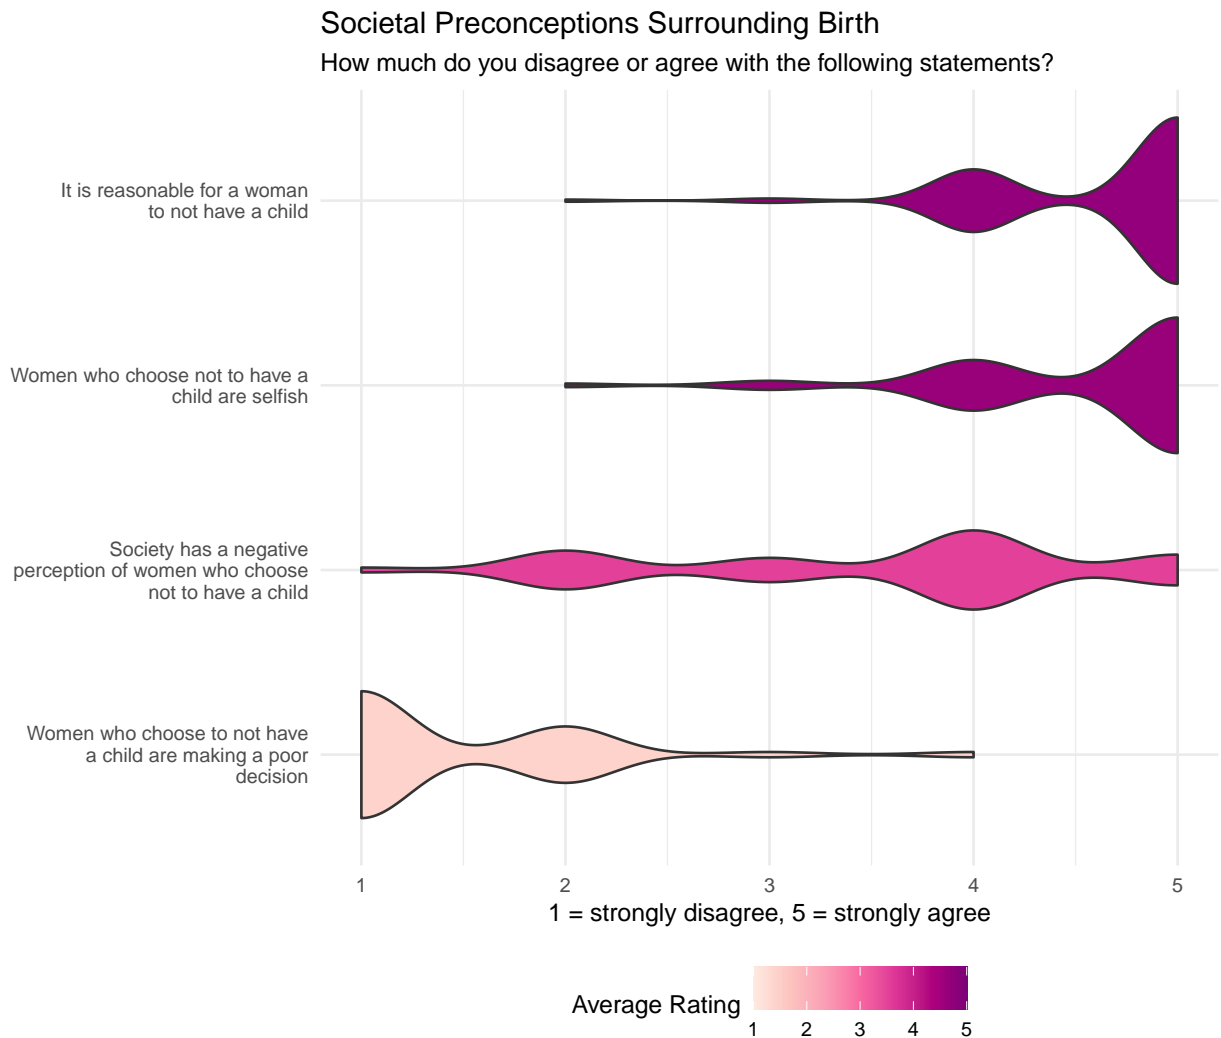 Societal Preconceptions Surrounding Birth
How much do you disagree or agree with the following statements?
It is reasonable for a woman
to not have a child
Women who choose not to have a
child are selfish
Society has a negative
perception of women who choose
not to have a child
Women who choose to not have
a child are making a poor
decision
1 2 3 4 5
1 = strongly disagree, 5 = strongly agree
Average Rating
1 2 3 4 5